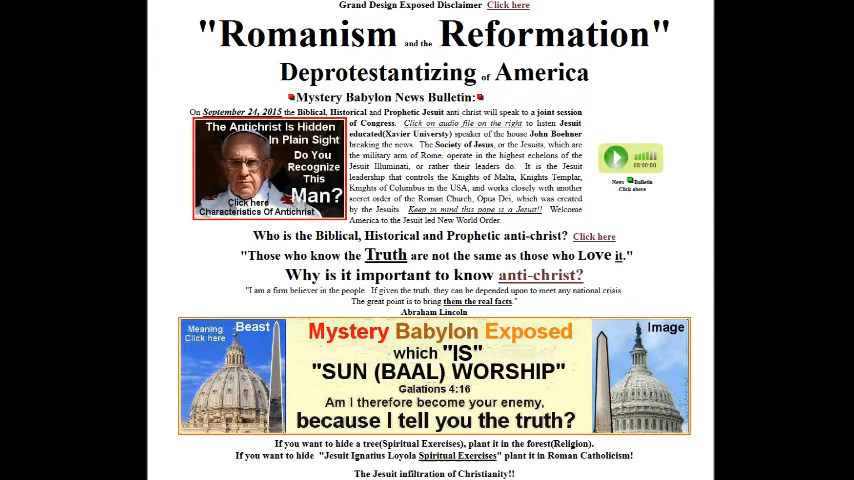 Grand Design Exposed Disclaimer Click here
"Romanism and the Reformation"
Deprotestantizing of America
Mystery Babylon News Bulletin:
On September 24, 2015 the Biblical, Historical and Prophetic Jesuit anti christ will speak to a joint session
of Congress. Click on audio file on the right to listen Jesuit
educated(Xavier Universty) speaker of the house John Boehner
breaking the news. The Society of Jesus, or the Jesuits, which are
the military arm of Rome, operate in the highest echelons of the
Jesuit Illuminati, or rather their leaders do. It is the Jesuit
leadership that controls the Knights of Malta, Knights Templar,
Knights of Columbus in the USA, and works closely with another
secret order of the Roman Church, Opus Dei, which was created
by the Jesuits. Keep in mind this pope is a Jesuit!! Welcome
America to the Jesuit led New World Order.
The Antichrist Is Hidden
In Plain Sight
Do You
Recognize
This
Man?
Click here
Characteristics Of Antichrist
00:00:00
News Bulletin
Click above
Who is the Biblical, Historical and Prophetic anti-christ? Click here
"Those who know the Truth are not the same as those who Love it."
Why is it important to know anti-christ?
"I am a firm believer in the people. If given the truth, they can be depended upon to meet any national crisis.
The great point is to bring them the real facts."
Abraham Lincoln
Meaning
Click here
Beast
Mystery Babylon Exposed
which "IS"
"SUN (BAAL) WORSHIP"
Galations 4:16
Am I therefore become your enemy,
because I tell you the truth?
Image
If you want to hide a tree(Spiritual Exercises), plant it in the forest(Religion).
If you want to hide "Jesuit Ignatius Loyola Spiritual Exercises" plant it in Roman Catholicism!
The Jesuit infiltration of Christianity!!